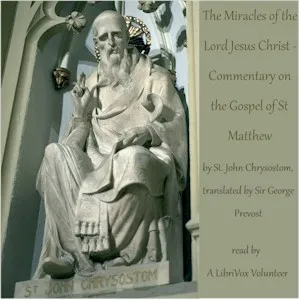 The Miracles of the
Lord Jesus Christ -
Commentary on
the Gospel of St
Matthew
by St. John Chrysostom,
translated by Sir George
Prevost
read by
A LibriVox Volunteer
ST JOHN CHRYSOSTOM